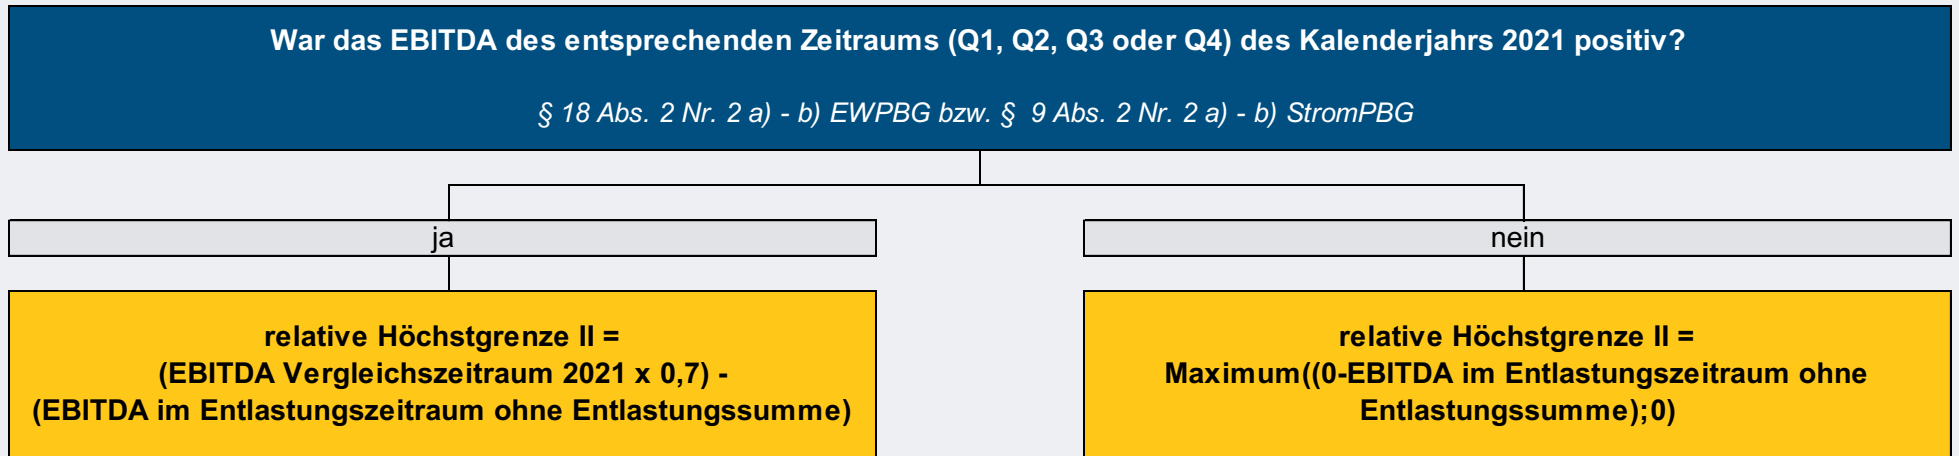 War das EBITDA des entsprechenden Zeitraums (Q1, Q2, Q3 oder Q4) des Kalenderjahrs 2021 positiv?
§ 18 Abs. 2 Nr. 2 a) - b) EWPBG bzw. §  9 Abs. 2 Nr. 2 a) - b) StromPBG
ja
nein
relative Höchstgrenze II =
(EBITDA Vergleichszeitraum 2021 x 0,7) -
(EBITDA im Entlastungszeitraum ohne Entlastungssumme)
relative Höchstgrenze II =
Maximum((0-EBITDA im Entlastungszeitraum ohne
Entlastungssumme);0)